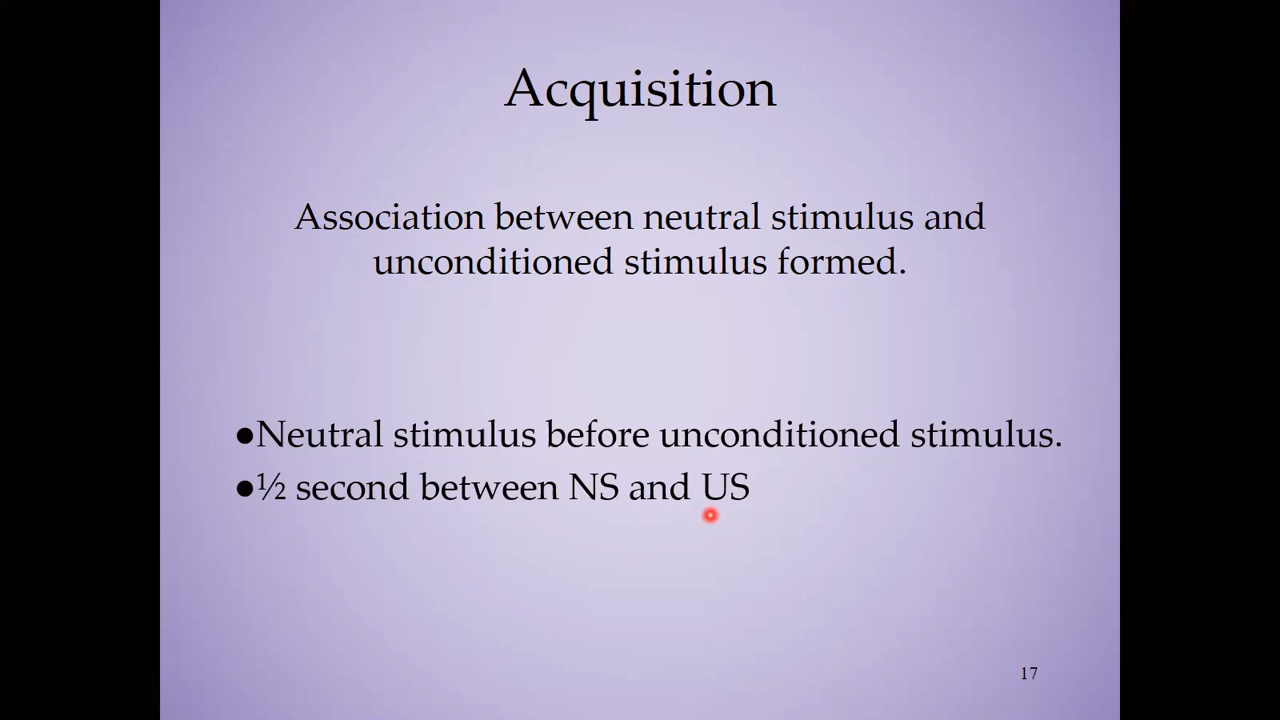 Acquisition
Association between neutral stimulus and
unconditioned stimulus formed.
●Neutral stimulus before unconditioned stimulus.
●½ second between NS and US
17